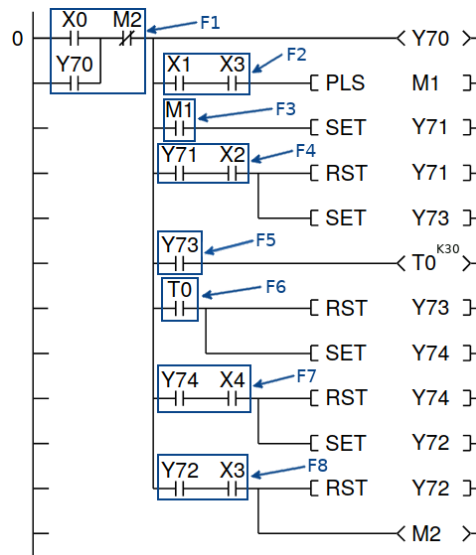 X0 M2 F1
0 Y70
Y70 X1 X3 F2
PLS M1
M1 F3
SET Y71
Y71 X2 F4
RST Y71
SET Y73
Y73 F5
T0 K30
T0 F6
RST Y73
SET Y74
Y74 X4 F7
RST Y74
SET Y72
Y72 X3 F8
RST Y72
M2